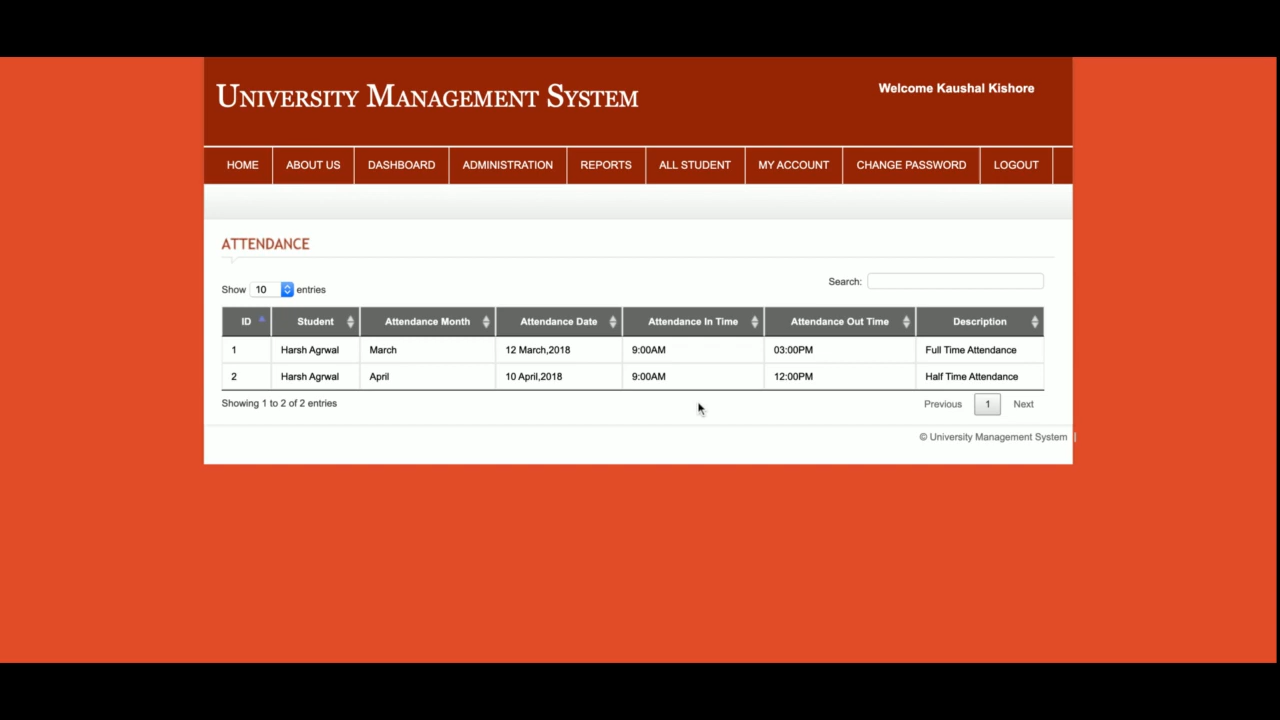 UNIVERSITY MANAGEMENT SYSTEM
Welcome Kaushal Kishore
HOME ABOUT US DASHBOARD ADMINISTRATION REPORTS ALL STUDENT MY ACCOUNT CHANGE PASSWORD LOGOUT
ATTENDANCE
Show 10 entries
Search:
ID Student Attendance Month Attendance Date Attendance In Time Attendance Out Time Description
1 Harsh Agrwal March 12 March,2018 9:00AM 03:00PM Full Time Attendance
2 Harsh Agrwal April 10 April,2018 9:00AM 12:00PM Half Time Attendance
Showing 1 to 2 of 2 entries
Previous 1 Next
© University Management System |